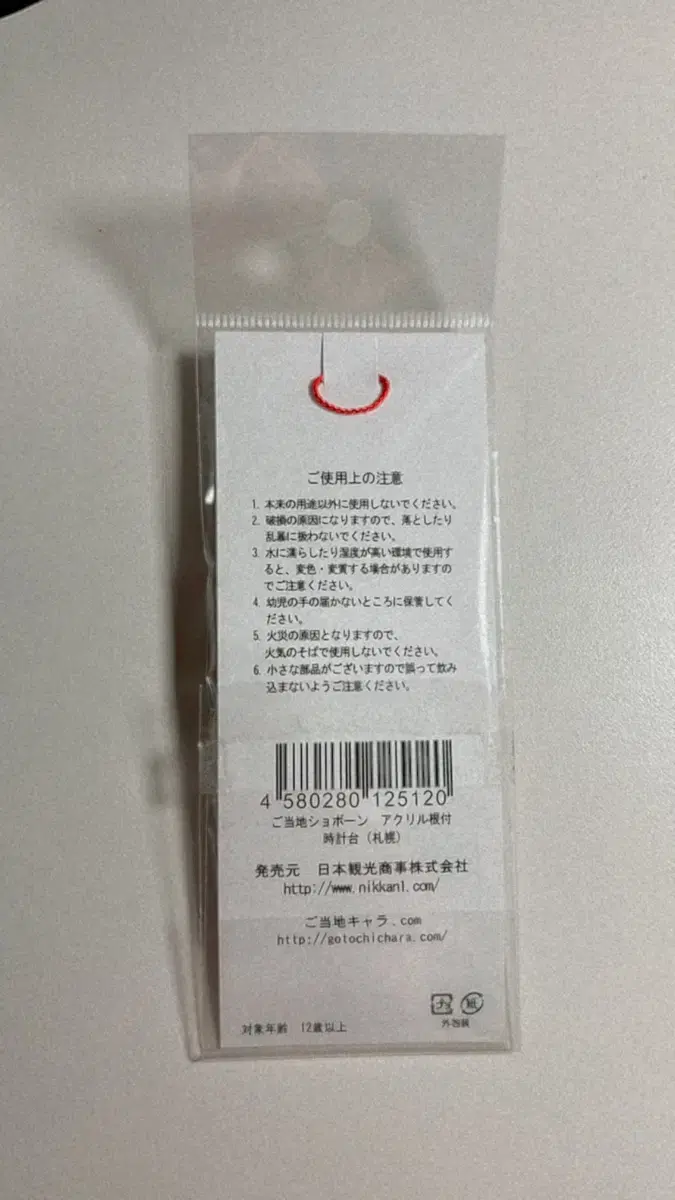 ご使用上の注意
1. 本来の用途以外に使用しないでください。
2. 破損の原因になりますので、落としたり
乱暴に扱わないでください。
3. 水に濡らしたり湿度が高い環境で使用す
ると、変色・変質する場合がありますの
でご注意ください。
4. 幼児の手の届かないところに保管してく
ださい。
5. 火災の原因となりますので、
火気のそばで使用しないでください。
6. 小さな部品がございますので誤って飲み
込まないようご注意ください。
4 580280 125120
ご当地ショボーン アクリル根付
時計台（札幌）
発売元 日本観光商事株式会社
http://www.nikkan1.com/
ご当地キャラ.com
http://gotochichara.com/
プラ 紙
外包装
対象年齢 12歳以上